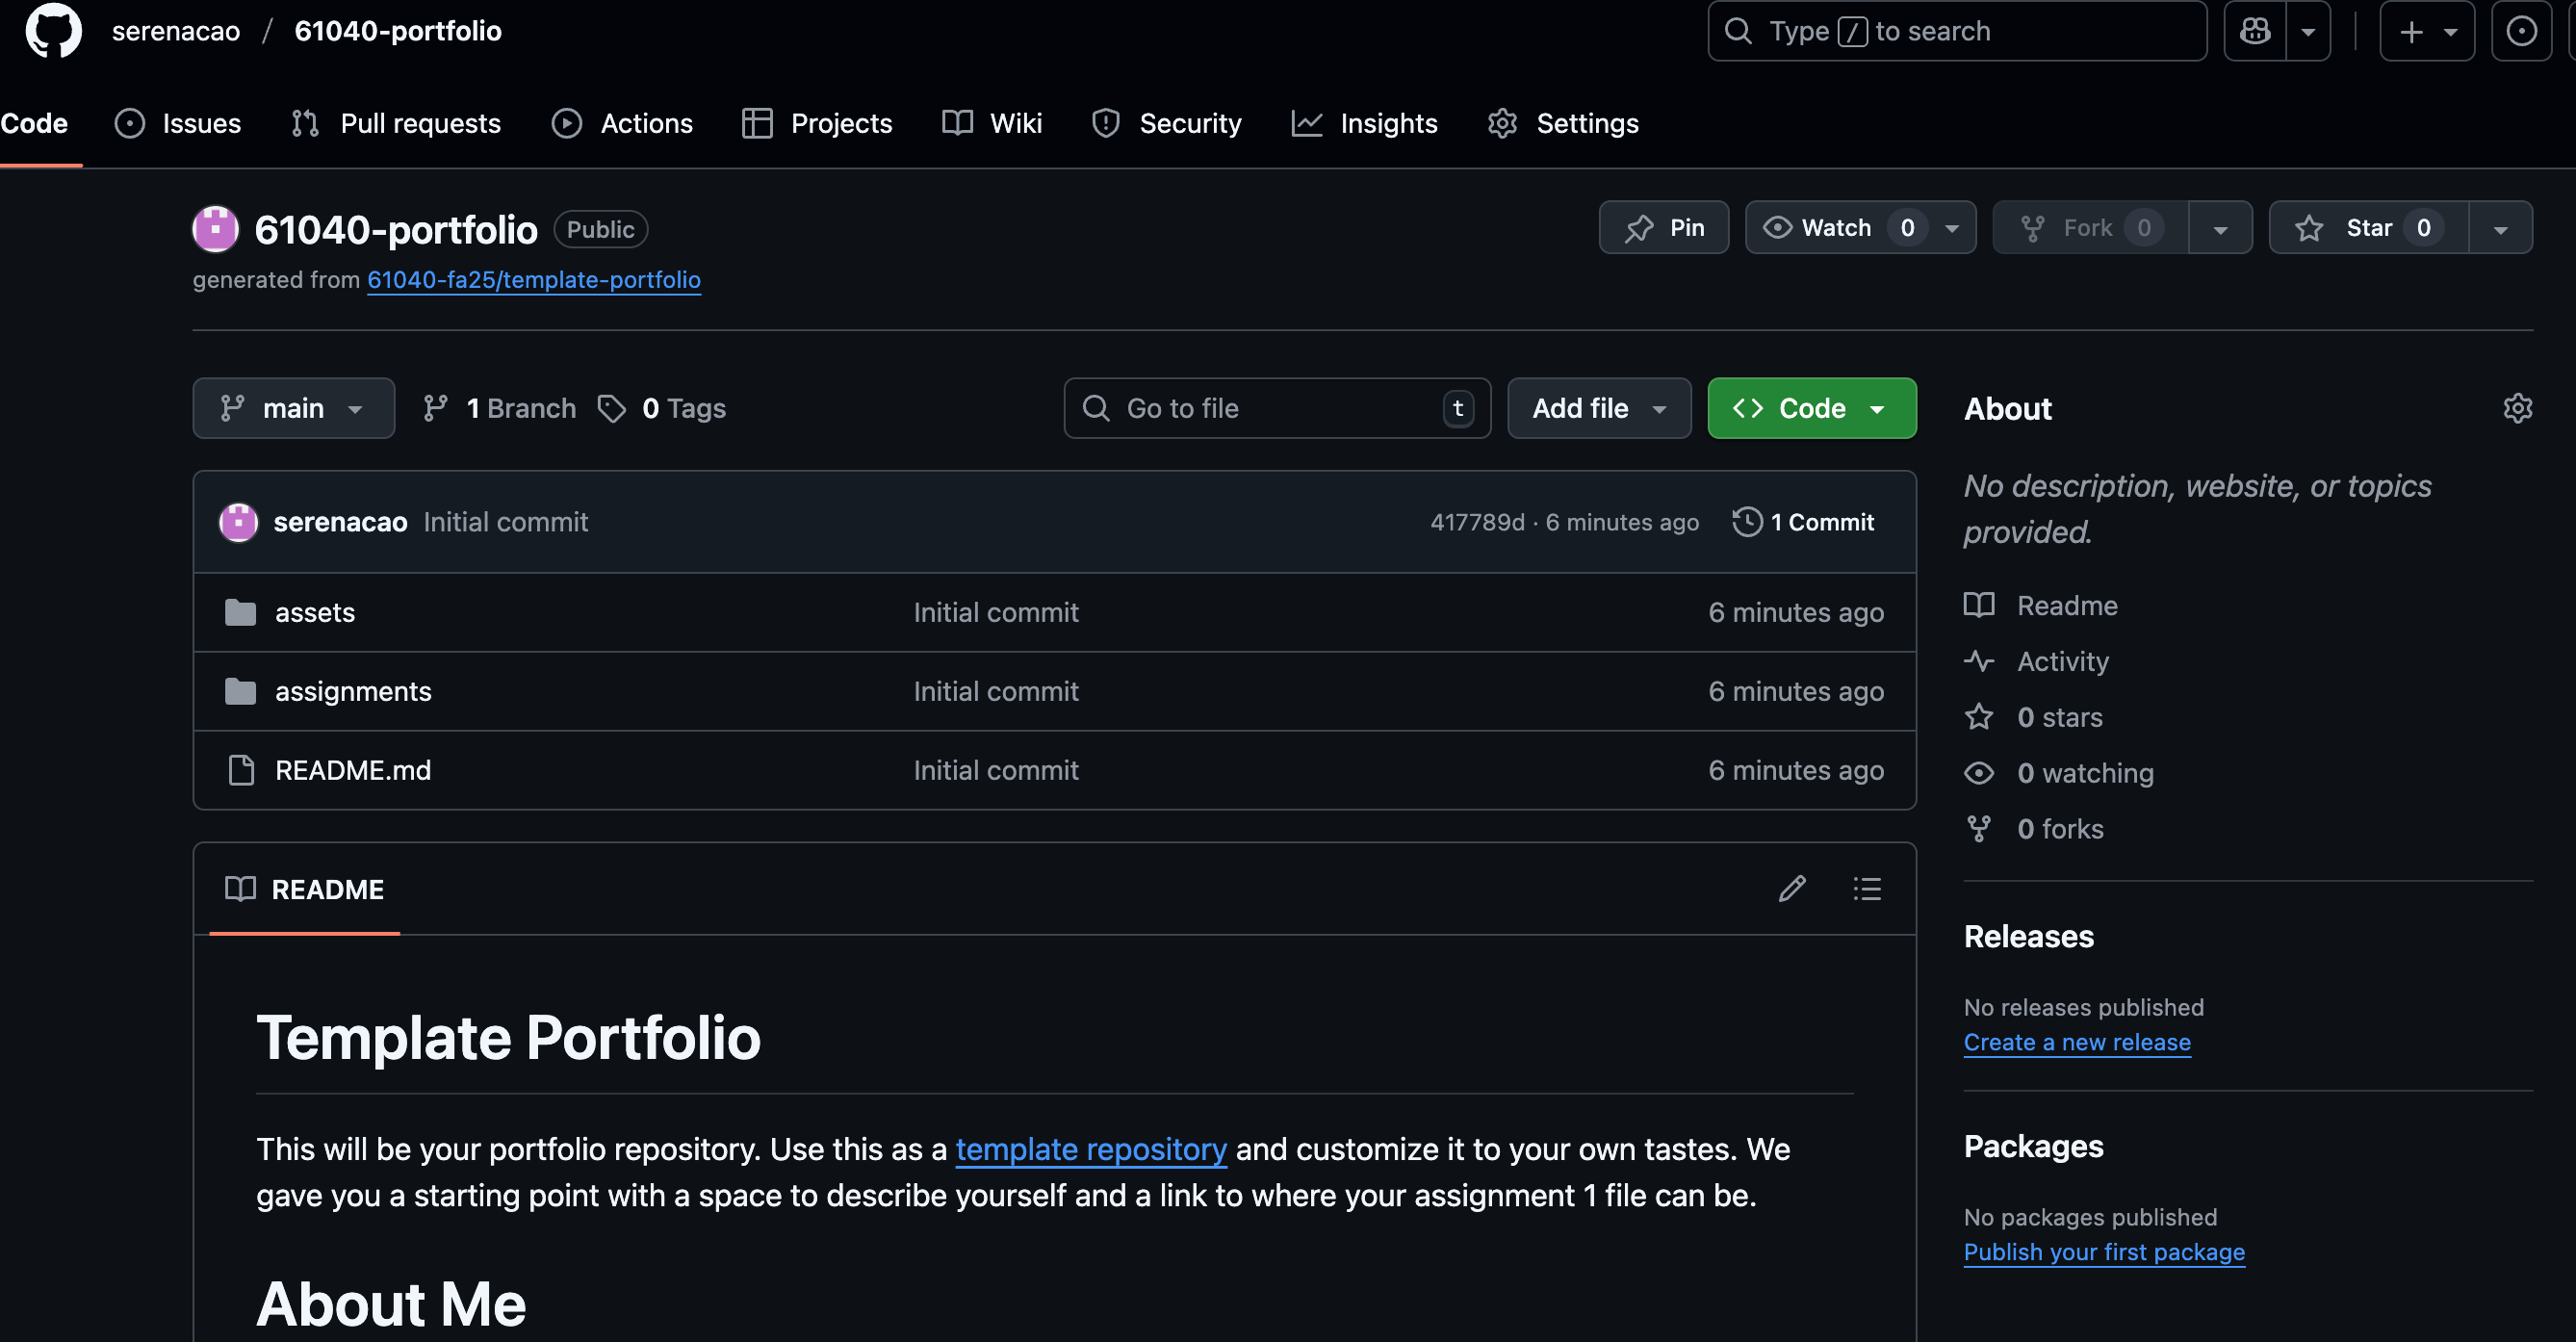 serenacao / 61040-portfolio
Type / to search
Code
Issues
Pull requests
Actions
Projects
Wiki
Security
Insights
Settings
61040-portfolio Public
Pin
Watch 0
Fork 0
Star 0
generated from 61040-fa25/template-portfolio
main
1 Branch
0 Tags
Go to file t
Add file
Code
serenacao Initial commit 417789d · 6 minutes ago 1 Commit
assets Initial commit 6 minutes ago
assignments Initial commit 6 minutes ago
README.md Initial commit 6 minutes ago
README
Template Portfolio
This will be your portfolio repository. Use this as a template repository and customize it to your own tastes. We
gave you a starting point with a space to describe yourself and a link to where your assignment 1 file can be.
About Me
About
No description, website, or topics
provided.
Readme
Activity
0 stars
0 watching
0 forks
Releases
No releases published
Create a new release
Packages
No packages published
Publish your first package